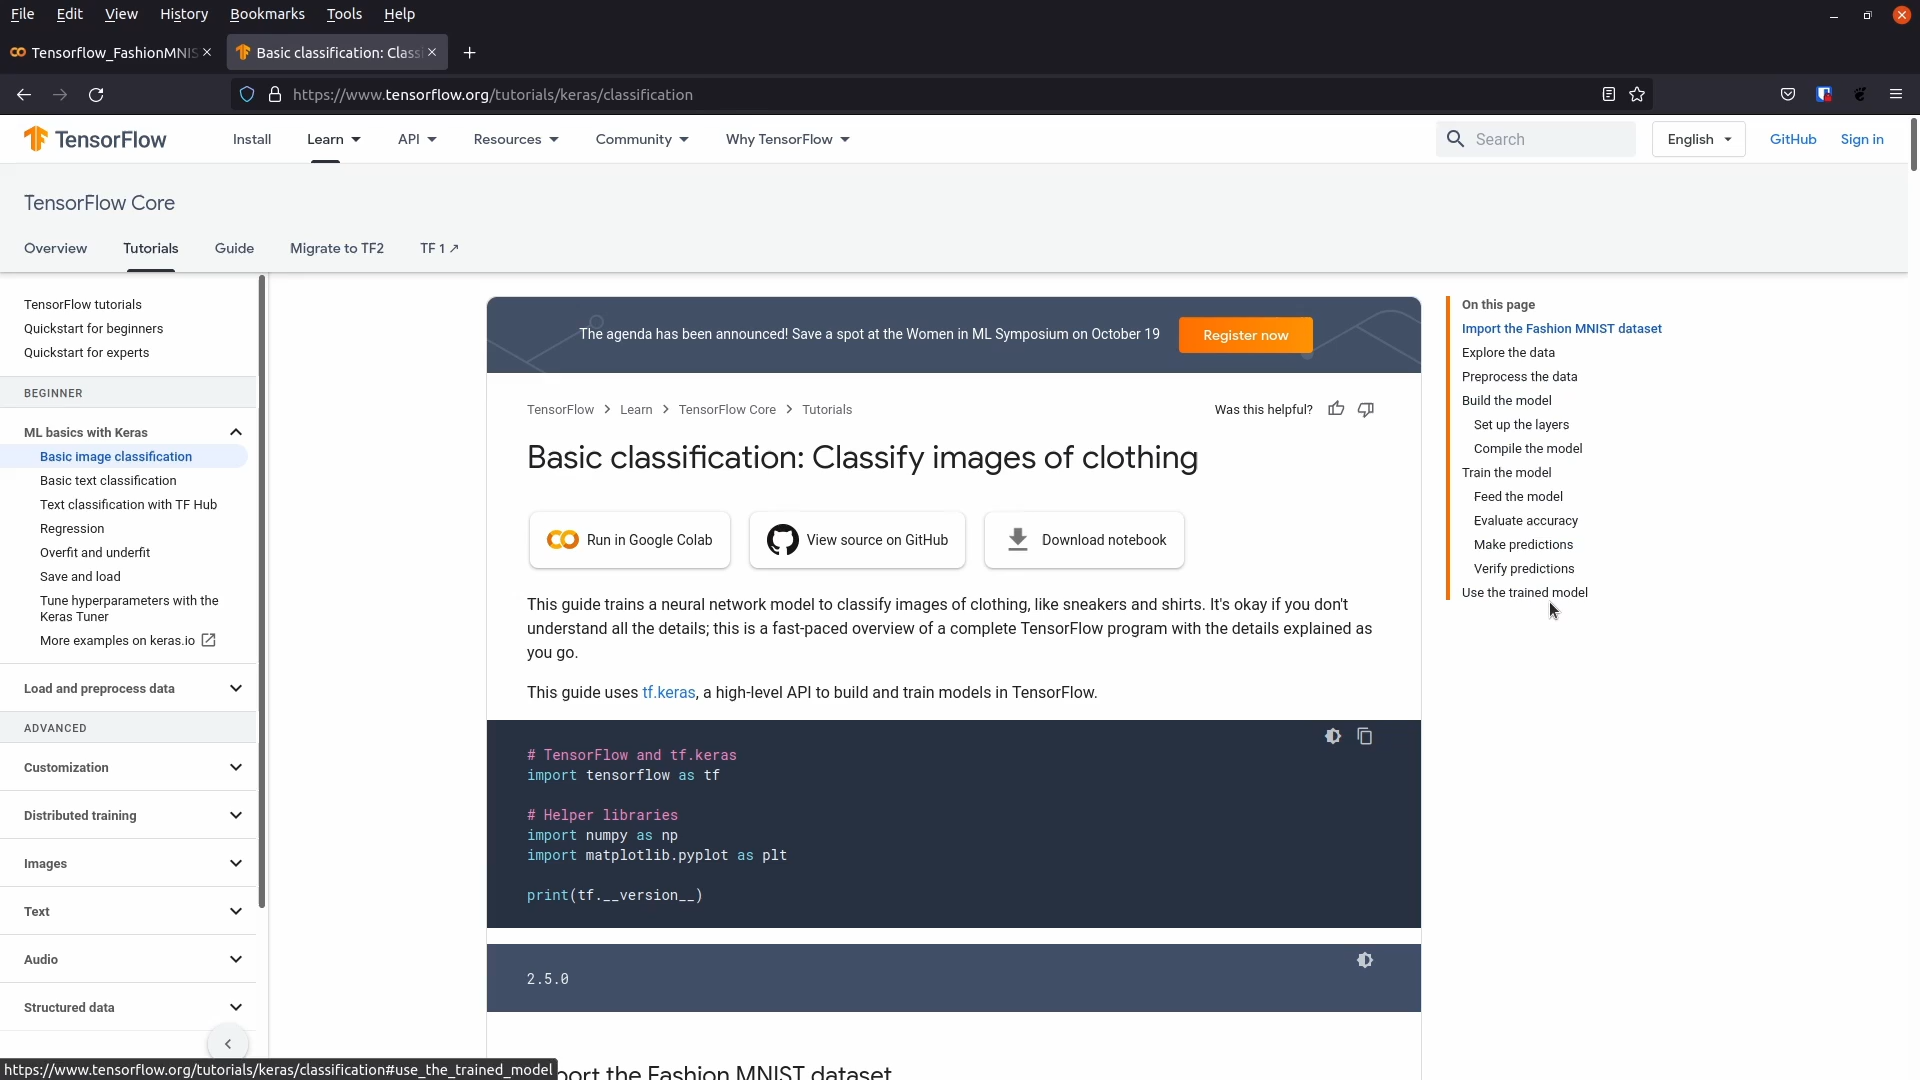 File Edit View History Bookmarks Tools Help
Tensorflow_FashionMNIS Basic classification: Class
https://www.tensorflow.org/tutorials/keras/classification
TensorFlow Install Learn API Resources Community Why TensorFlow Search English GitHub Sign in
TensorFlow Core
Overview Tutorials Guide Migrate to TF2 TF 1 ↗
TensorFlow tutorials
Quickstart for beginners
Quickstart for experts
BEGINNER
ML basics with Keras
Basic image classification
Basic text classification
Text classification with TF Hub
Regression
Overfit and underfit
Save and load
Tune hyperparameters with the
Keras Tuner
More examples on keras.io
Load and preprocess data
ADVANCED
Customization
Distributed training
Images
Text
Audio
Structured data
The agenda has been announced! Save a spot at the Women in ML Symposium on October 19 Register now
TensorFlow > Learn > TensorFlow Core > Tutorials Was this helpful?
Basic classification: Classify images of clothing
Run in Google Colab View source on GitHub Download notebook
This guide trains a neural network model to classify images of clothing, like sneakers and shirts. It's okay if you don't
understand all the details; this is a fast-paced overview of a complete TensorFlow program with the details explained as
you go.
This guide uses tf.keras, a high-level API to build and train models in TensorFlow.
# TensorFlow and tf.keras
import tensorflow as tf
# Helper libraries
import numpy as np
import matplotlib.pyplot as plt
print(tf.__version__)
2.5.0
port the Fashion MNIST dataset
On this page
Import the Fashion MNIST dataset
Explore the data
Preprocess the data
Build the model
Set up the layers
Compile the model
Train the model
Feed the model
Evaluate accuracy
Make predictions
Verify predictions
Use the trained model
https://www.tensorflow.org/tutorials/keras/classification#use_the_trained_model